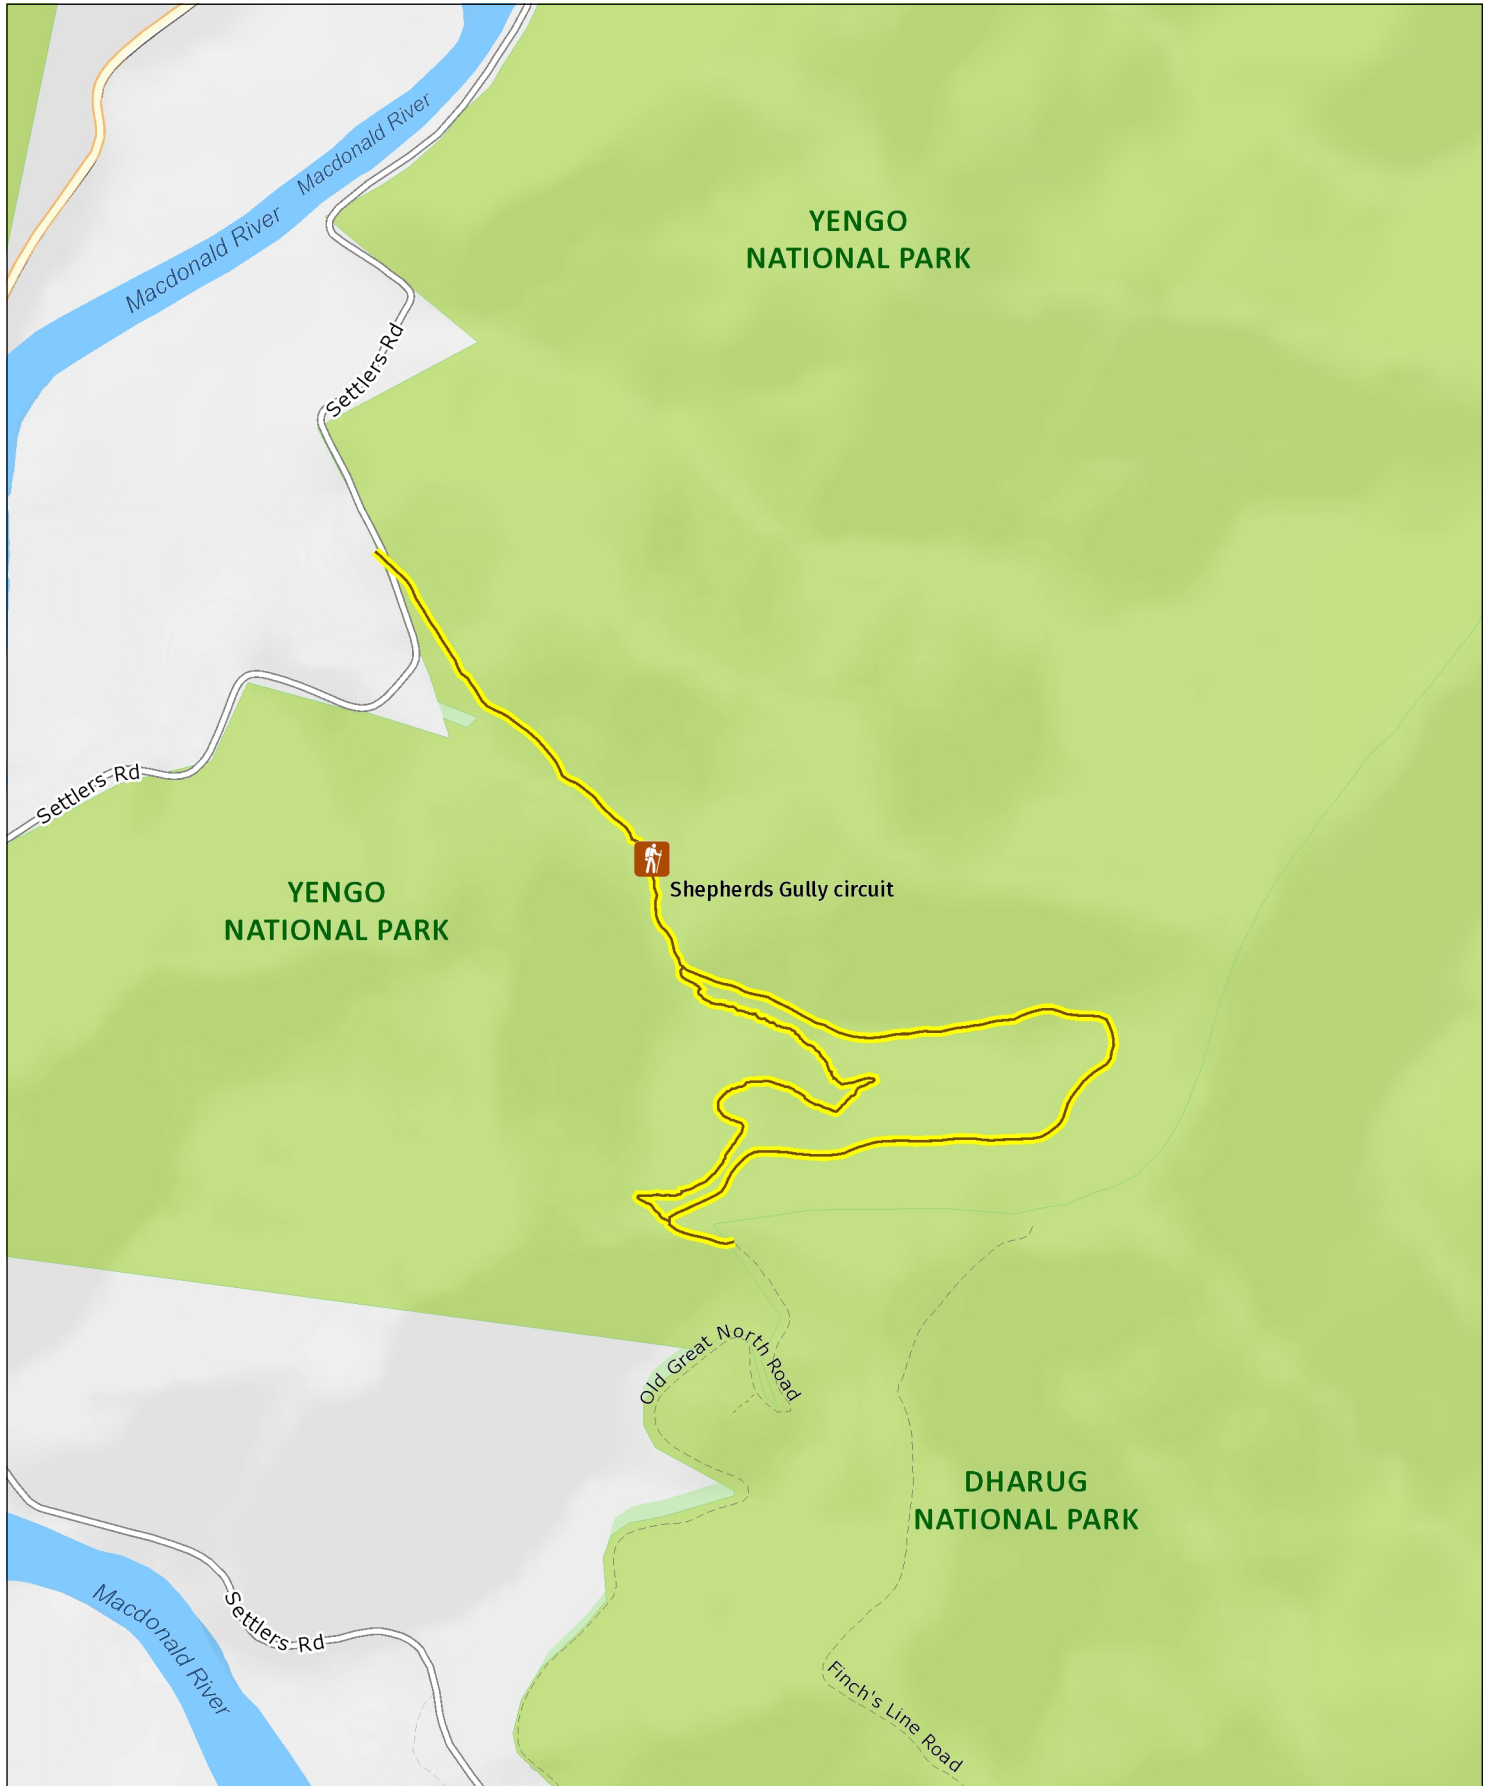 Macdonald River
Macdonald River
YENGO
NATIONAL PARK
Settlers Rd
Settlers Rd
Shepherds Gully circuit
YENGO
NATIONAL PARK
Old Great North Road
DHARUG
NATIONAL PARK
Macdonald River
Settlers Rd
Finch's Line Road